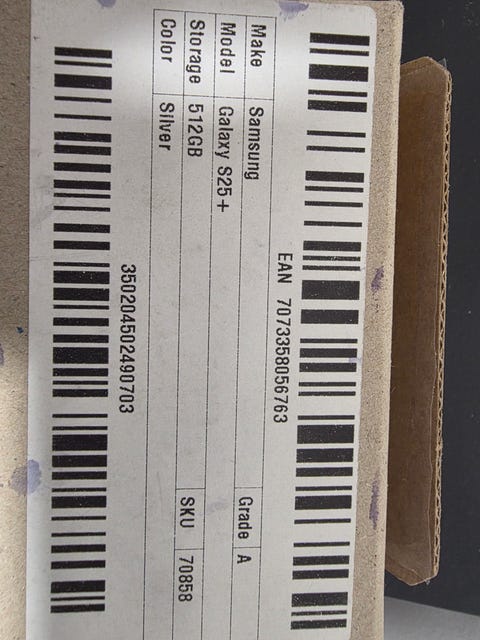 EAN 7073358056763
Make Samsung Grade A
Model Galaxy S25+
Storage 512GB SKU 70858
Color Silver
350204502490703